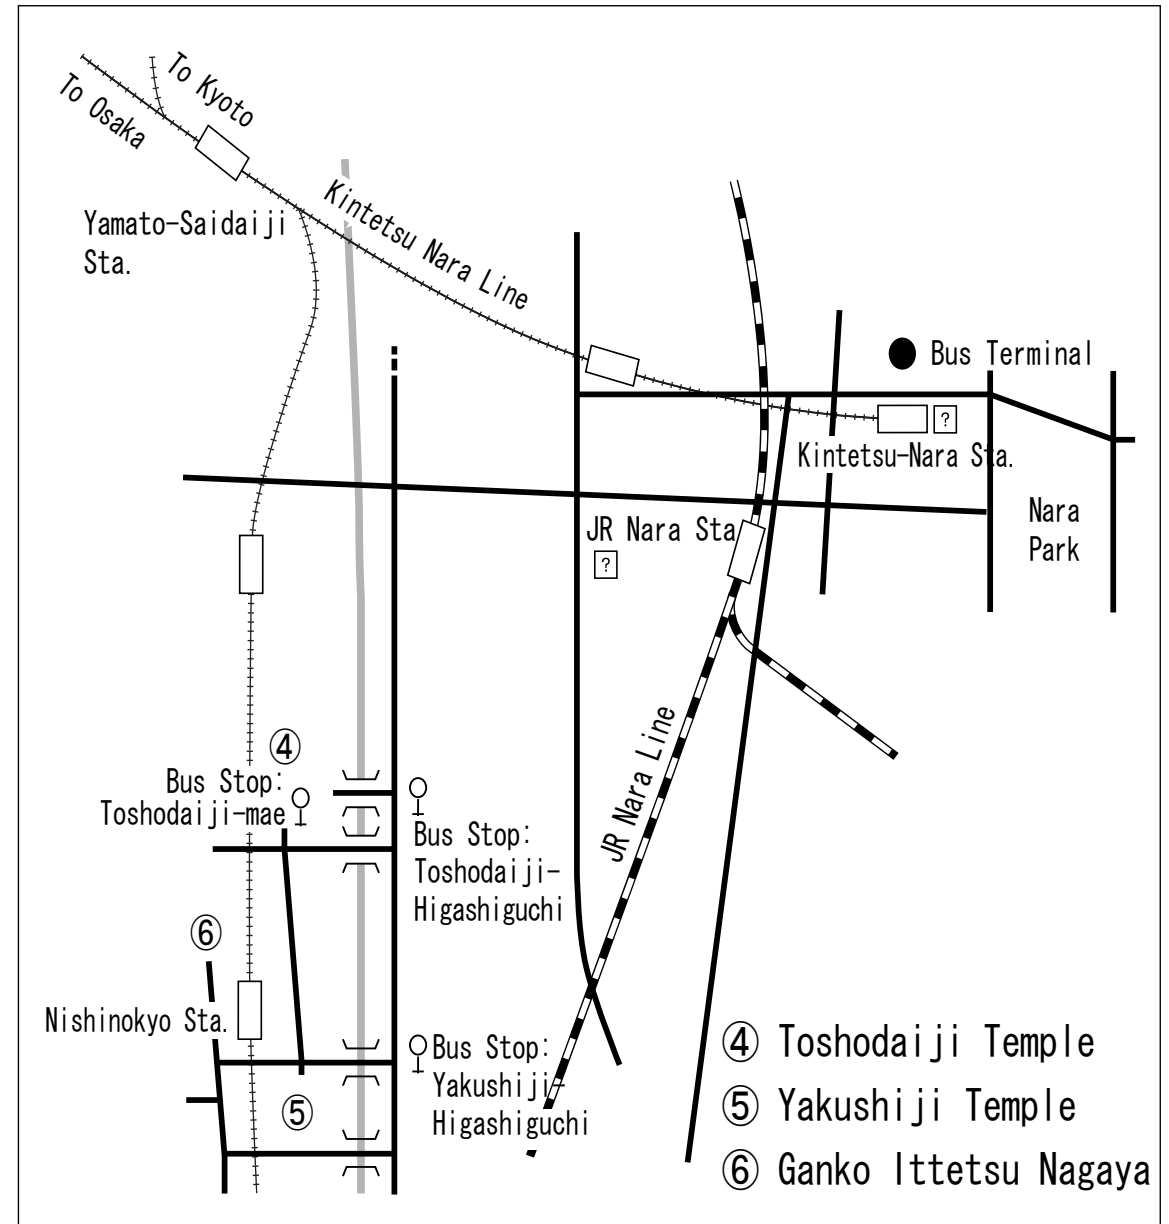 To Kyoto
To Osaka
Kintetsu Nara Line
Yamato-Saidaiji
Sta.
Bus Terminal
?
Kintetsu-Nara Sta.
JR Nara Sta
?
Nara
Park
JR Nara Line
④
Bus Stop:
Toshodaiji-mae
Bus Stop:
Toshodaiji-
Higashiguchi
⑥
Nishinokyo Sta.
Bus Stop:
Yakushiji-
Higashiguchi
⑤
④ Toshodaiji Temple
⑤ Yakushiji Temple
⑥ Ganko Ittetsu Nagaya